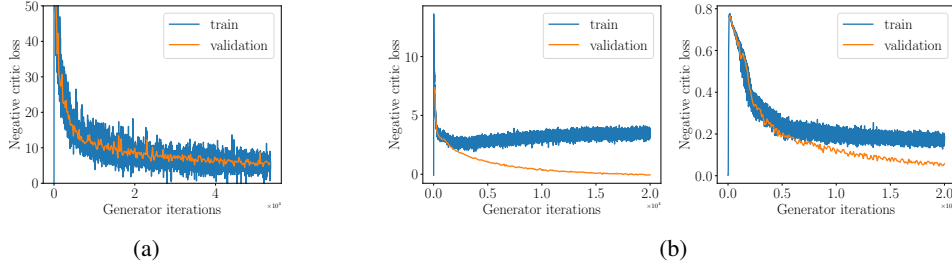 50
40
30
20
10
0
Negative critic loss
train
validation
0
2
4
×10⁴
Generator iterations
(a)
10
5
0
Negative critic loss
train
validation
0.0
0.5
1.0
1.5
2.0
×10⁴
Generator iterations
0.8
0.6
0.4
0.2
0.0
Negative critic loss
train
validation
0.0
0.5
1.0
1.5
2.0
×10⁴
Generator iterations
(b)